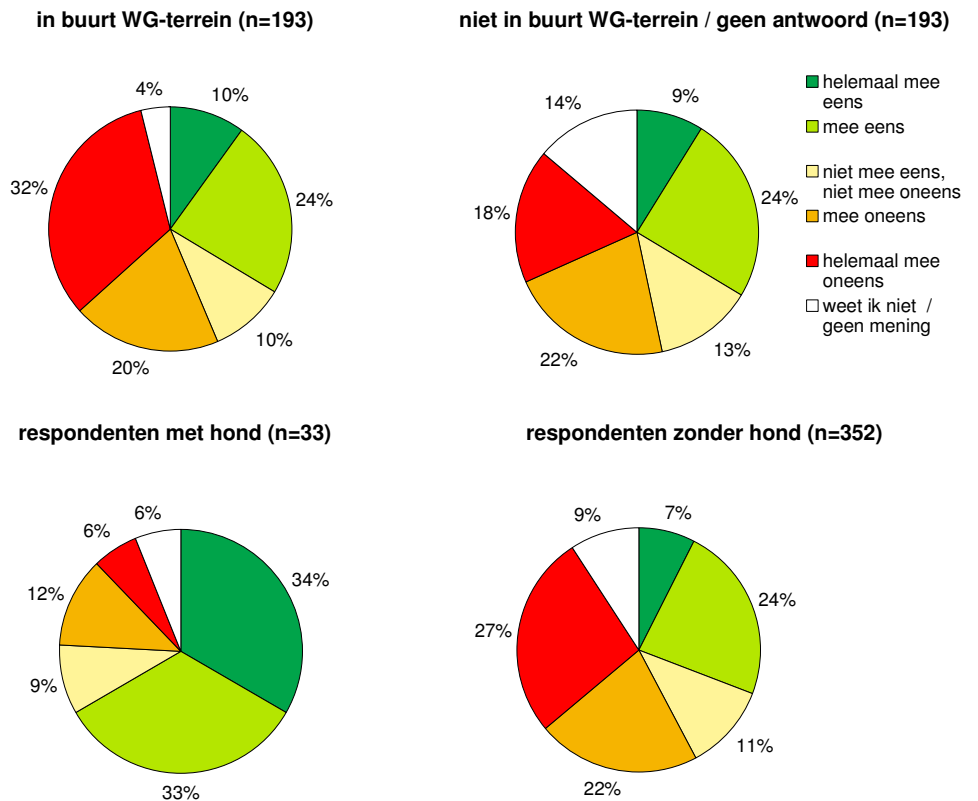 in buurt WG-terrein (n=193)
niet in buurt WG-terrein / geen antwoord (n=193)
4%
10%
24%
10%
20%
32%
14%
9%
24%
13%
22%
18%
helemaal mee
eens
mee eens
niet mee eens,
niet mee oneens
mee oneens
helemaal mee
oneens
weet ik niet /
geen mening
respondenten met hond (n=33)
respondenten zonder hond (n=352)
6%
6%
34%
12%
9%
33%
9%
7%
24%
27%
11%
22%